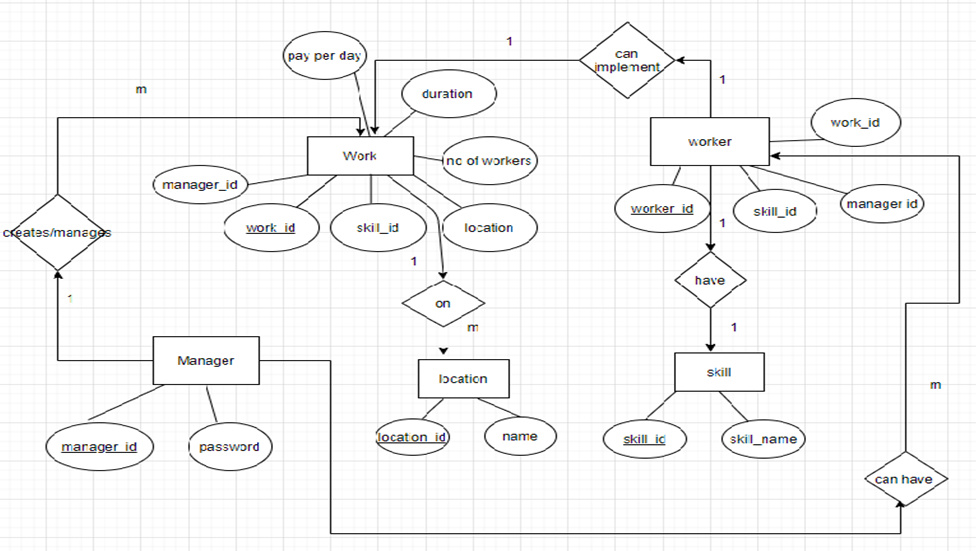 1
can
implement
pay per day
m
duration
1
work_id
Work
worker
no of workers
manager_id
worker_id
skill_id
manager id
work_id
skill_id
location
creates/manages
1
1
have
1
on
m
1
Manager
location
skill
m
manager_id
password
location_id
name
skill_id
skill_name
can have